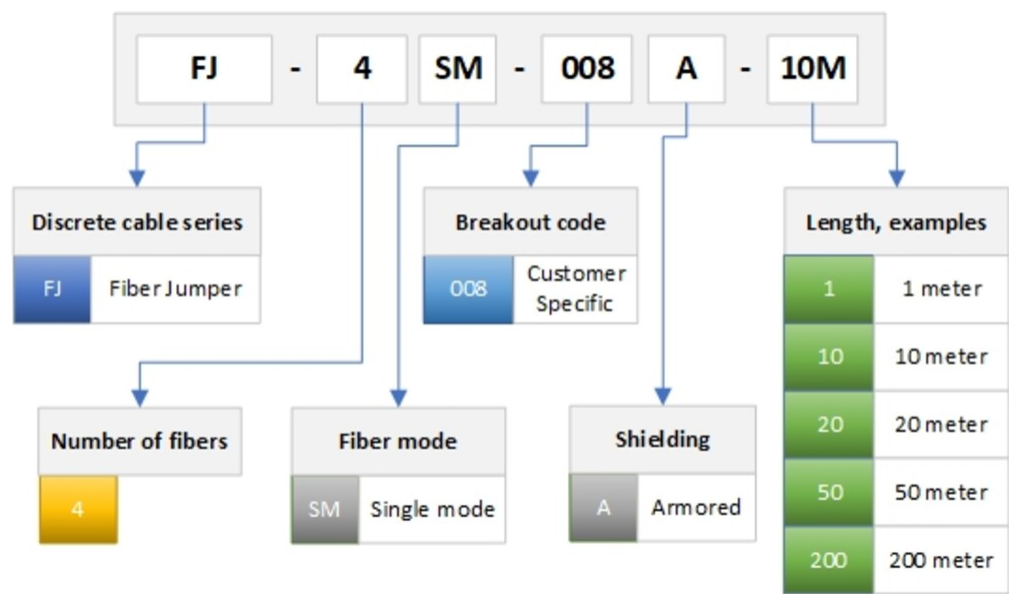 FJ - 4 SM - 008 A - 10M
Discrete cable series
FJ Fiber Jumper
Breakout code
008 Customer
Specific
Length, examples
1 1 meter
10 10 meter
20 20 meter
50 50 meter
200 200 meter
Number of fibers
4
Fiber mode
SM Single mode
Shielding
A Armored